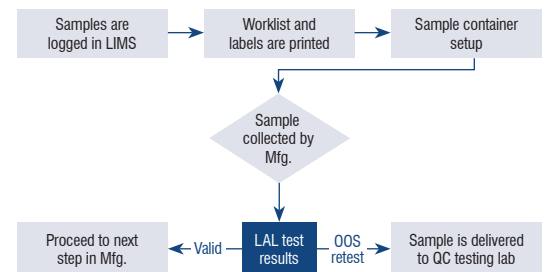 Samples are
logged in LIMS
Worklist and
labels are printed
Sample container
setup
Sample
collected by
Mfg.
Proceed to next
step in Mfg.
Valid
LAL test
results
OOS
retest
Sample is delivered
to QC testing lab